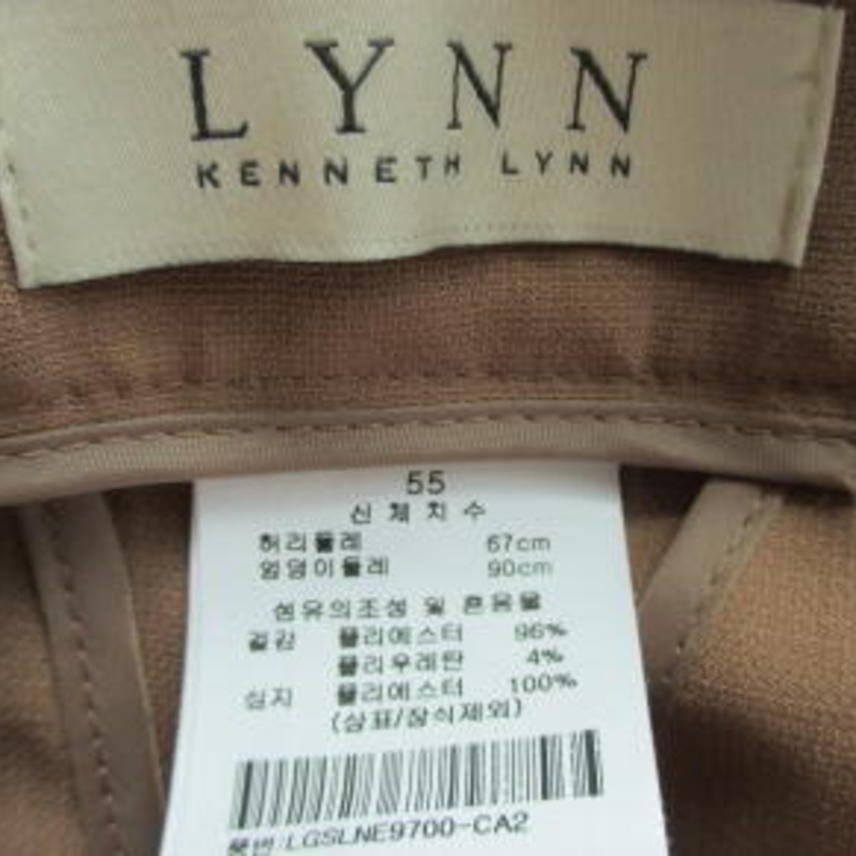 LYNN
KENNETH LYNN
55
신체치수
허리둘레 67cm
엉덩이둘레 90cm
섬유의조성 및 혼용률
겉감 폴리에스터 96%
폴리우레탄 4%
심지 폴리에스터 100%
(상표/장식제외)
품번:LGSLNE9700-CA2